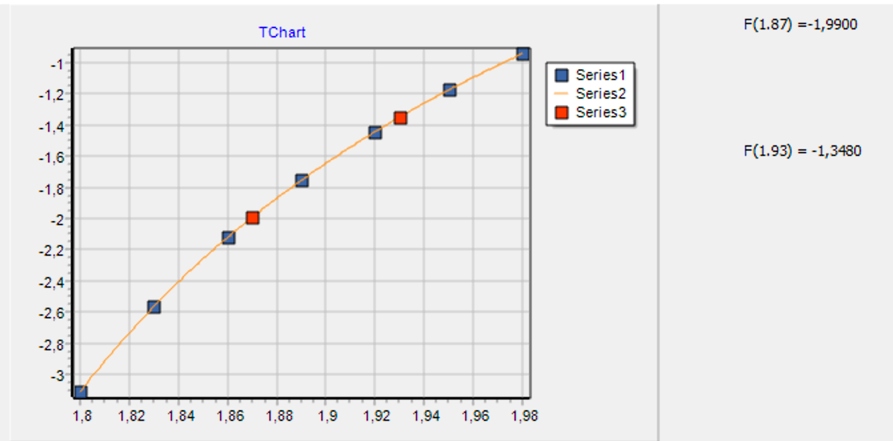 TChart
-1
-1,2
-1,4
-1,6
-1,8
-2
-2,2
-2,4
-2,6
-2,8
-3
1,8 1,82 1,84 1,86 1,88 1,9 1,92 1,94 1,96 1,98
Series1
Series2
Series3
F(1.87) =-1,9900
F(1.93) = -1,3480